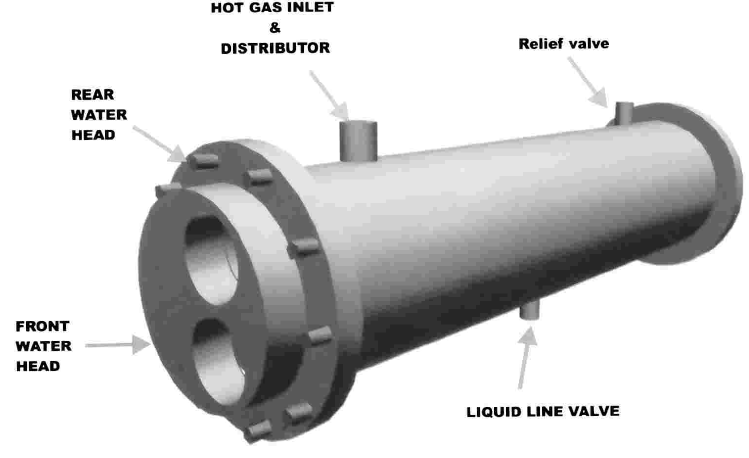 HOT GAS INLET
&
DISTRIBUTOR
Relief valve
REAR
WATER
HEAD
FRONT
WATER
HEAD
LIQUID LINE VALVE